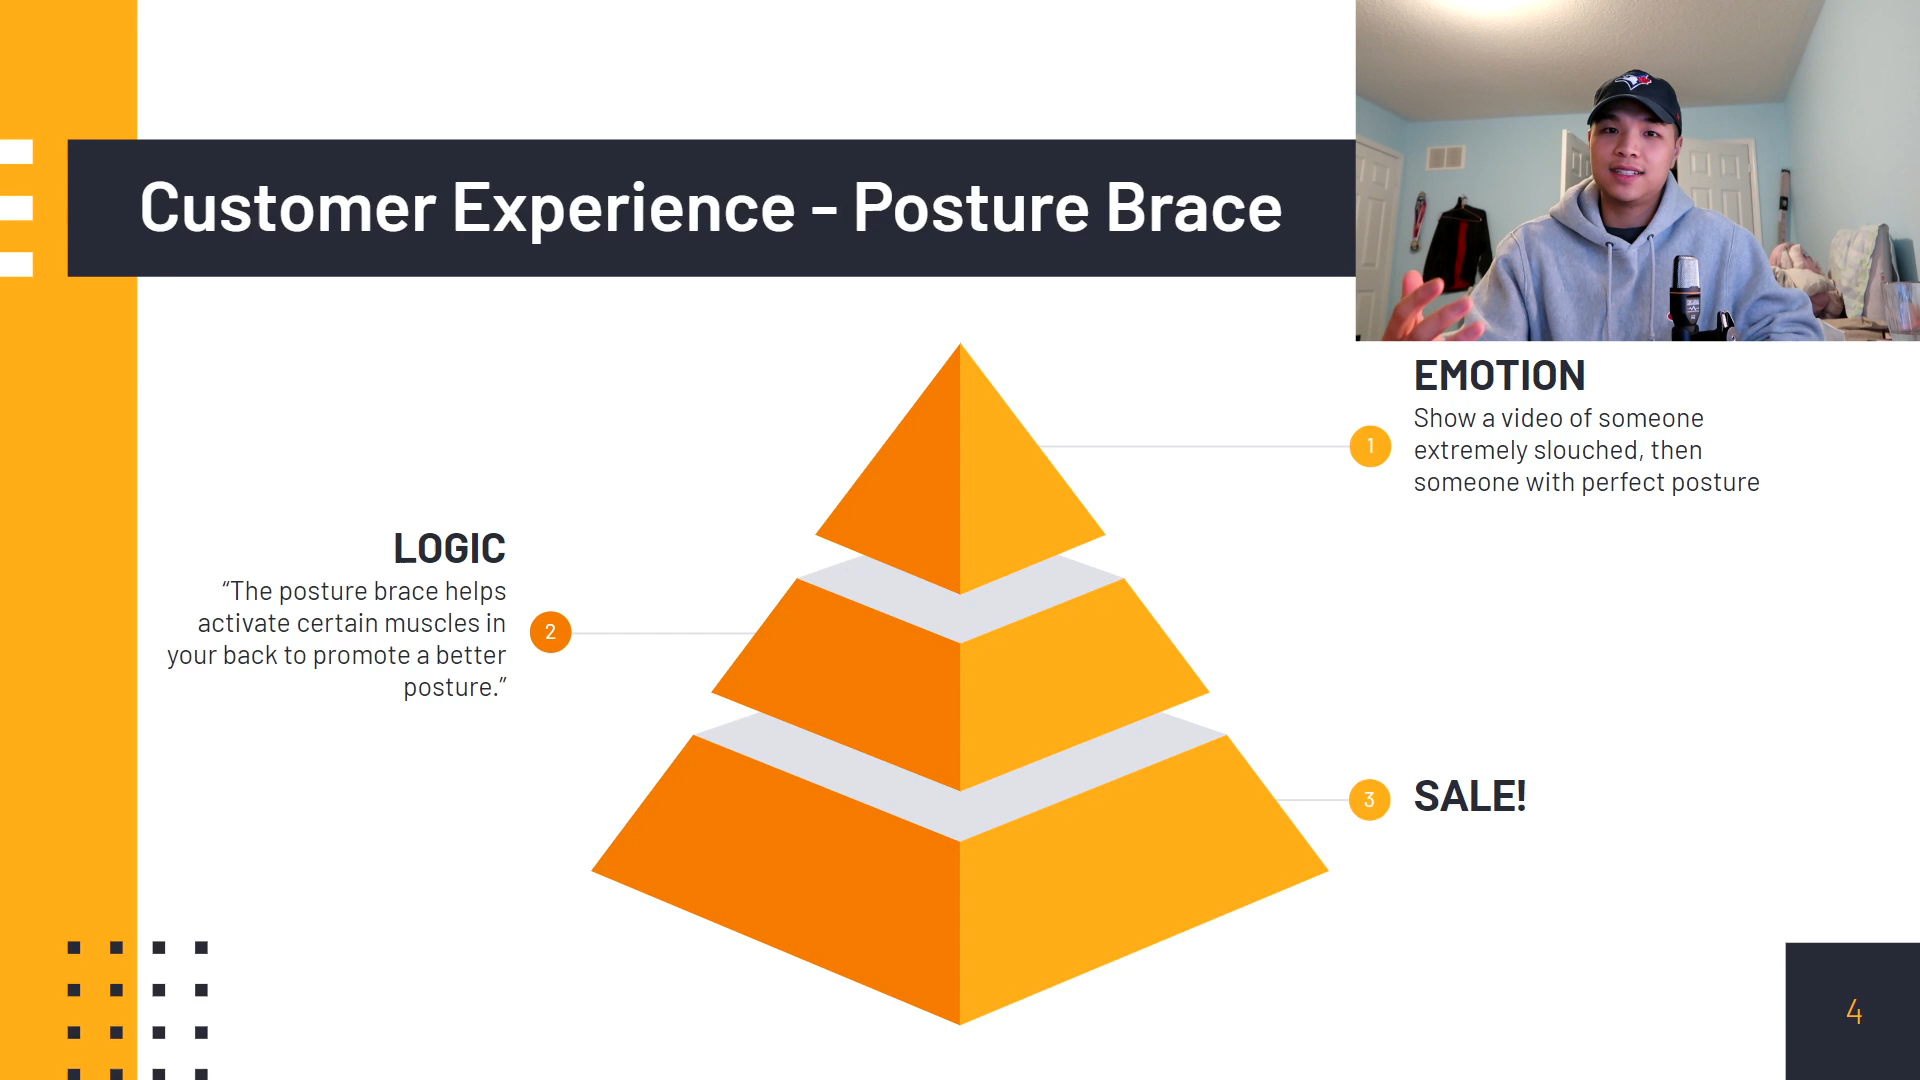 Customer Experience - Posture Brace
EMOTION
Show a video of someone
extremely slouched, then
someone with perfect posture
1
LOGIC
“The posture brace helps
activate certain muscles in
your back to promote a better
posture.”
2
3
SALE!
4